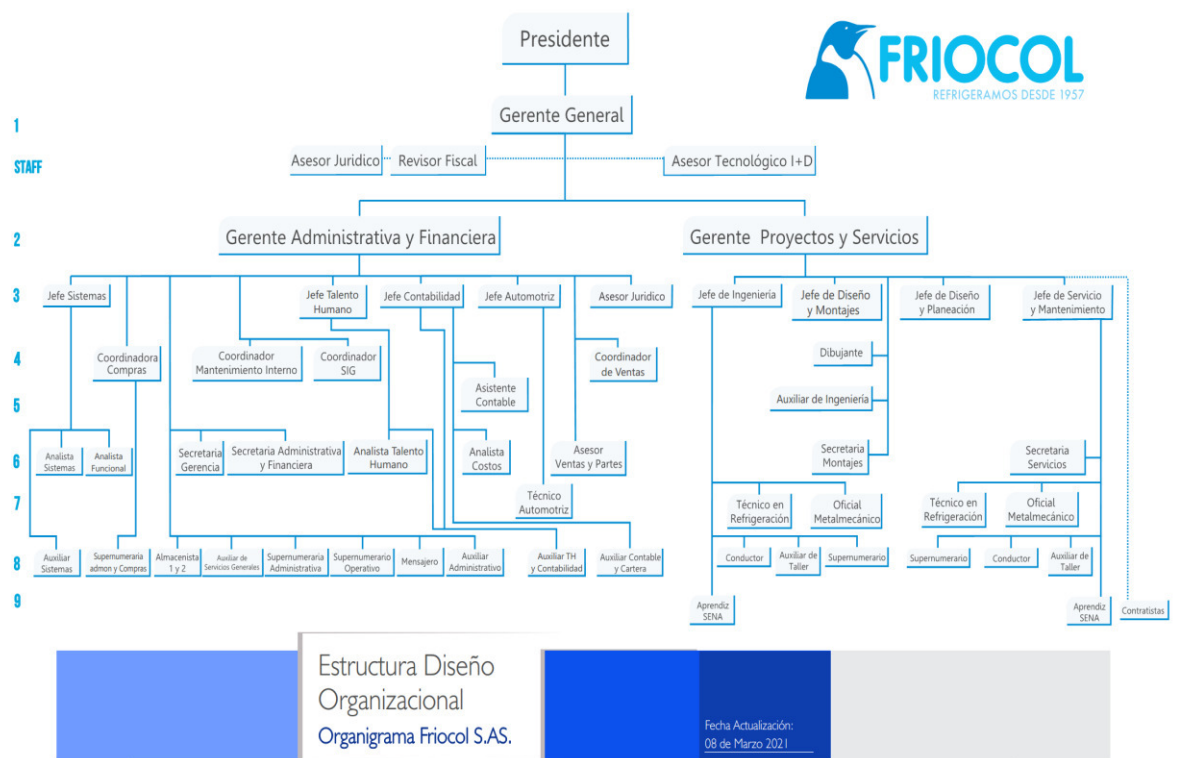 Presidente
FRIOCOL
REFRIGERAMOS DESDE 1957
Gerente General
1
STAFF
Asesor Juridico
Revisor Fiscal
Asesor Tecnológico I+D
2
Gerente Administrativa y Financiera
Gerente Proyectos y Servicios
3
Jefe Sistemas
Jefe Talento
Humano
Jefe Contabilidad
Jefe Automotriz
Asesor Juridico
Jefe de Ingeniería
Jefe de Diseño
y Montajes
Jefe de Diseño
y Planeación
Jefe de Servicio
y Mantenimiento
4
Coordinadora
Compras
Coordinador
Mantenimiento Interno
Coordinador
SIG
Coordinador
de Ventas
Dibujante
5
Asistente
Contable
Auxiliar de Ingeniería
6
Analista
Sistemas
Analista
Funcional
Secretaria
Gerencia
Secretaria Administrativa
y Financiera
Analista Talento
Humano
Analista
Costos
Asesor
Ventas y Partes
Secretaria
Montajes
Secretaria
Servicios
7
Técnico
Automotriz
Técnico en
Refrigeración
Oficial
Metalmecánico
Técnico en
Refrigeración
Oficial
Metalmecánico
8
Auxiliar
Sistemas
Supernumeraria
admon y Compras
Almacenista
1 y 2
Auxiliar de
Servicios Generales
Supernumeraria
Administrativa
Supernumerario
Operativo
Mensajero
Auxiliar
Administrativo
Auxiliar TH
y Contabilidad
Auxiliar Contable
y Cartera
Conductor
Auxiliar de
Taller
Supernumerario
Supernumerario
Conductor
Auxiliar de
Taller
9
Aprendiz
SENA
Aprendiz
SENA
Contratistas
Estructura Diseño
Organizacional
Organigrama Friocol S.AS.
Fecha Actualización:
08 de Marzo 2021